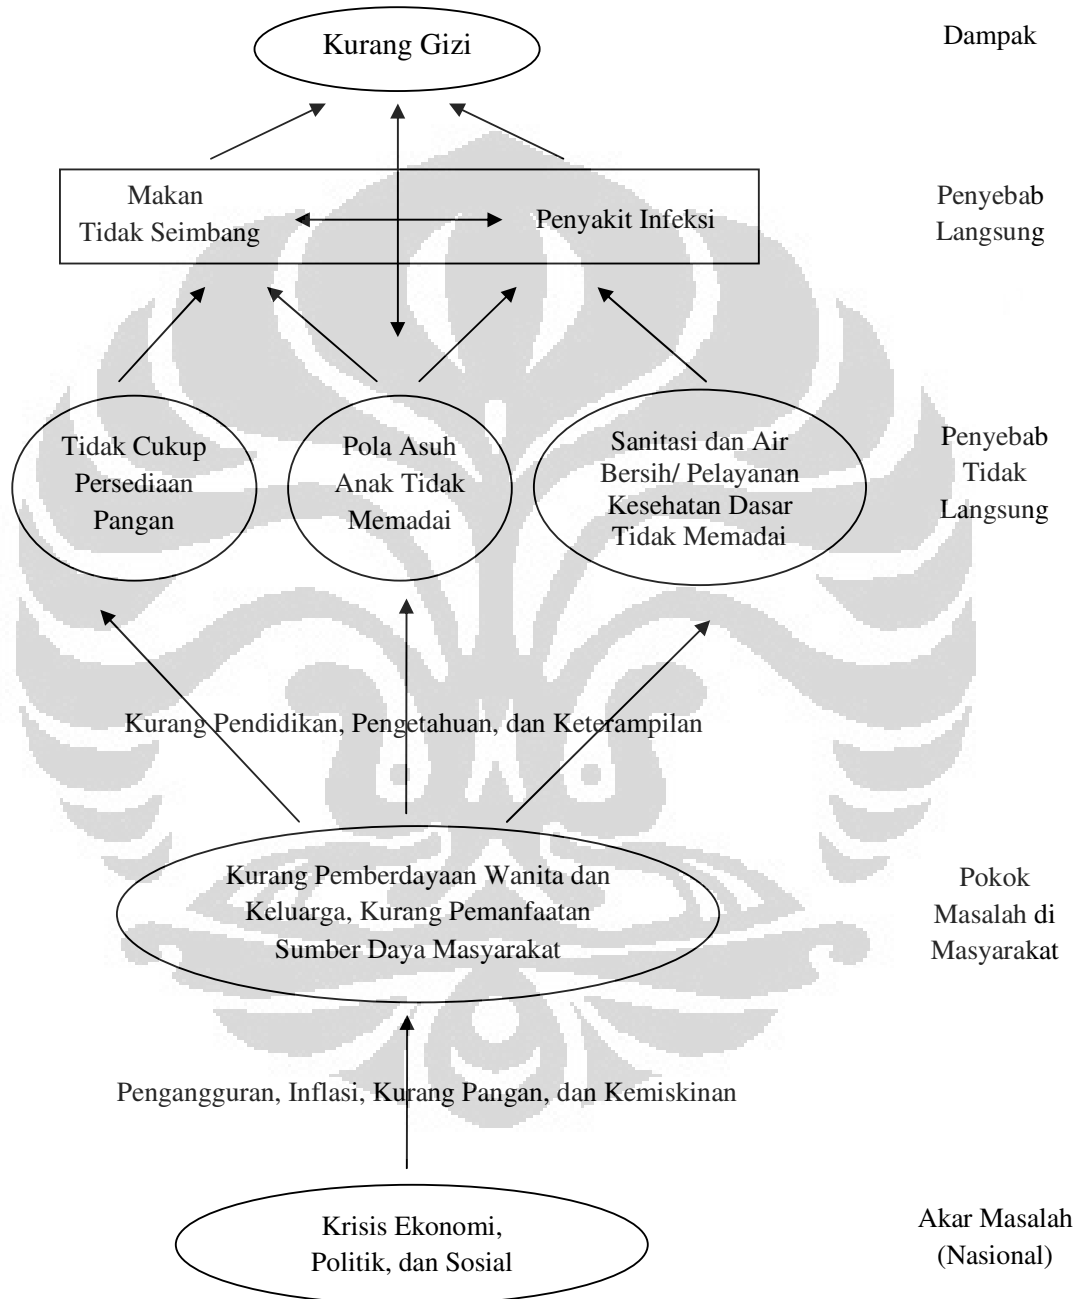 Kurang Gizi
Dampak
Makan
Tidak Seimbang
Penyakit Infeksi
Penyebab
Langsung
Tidak Cukup
Persediaan
Pangan
Pola Asuh
Anak Tidak
Memadai
Sanitasi dan Air
Bersih/ Pelayanan
Kesehatan Dasar
Tidak Memadai
Penyebab
Tidak
Langsung
Kurang Pendidikan, Pengetahuan, dan Keterampilan
Kurang Pemberdayaan Wanita dan
Keluarga, Kurang Pemanfaatan
Sumber Daya Masyarakat
Pokok
Masalah di
Masyarakat
Pengangguran, Inflasi, Kurang Pangan, dan Kemiskinan
Krisis Ekonomi,
Politik, dan Sosial
Akar Masalah
(Nasional)